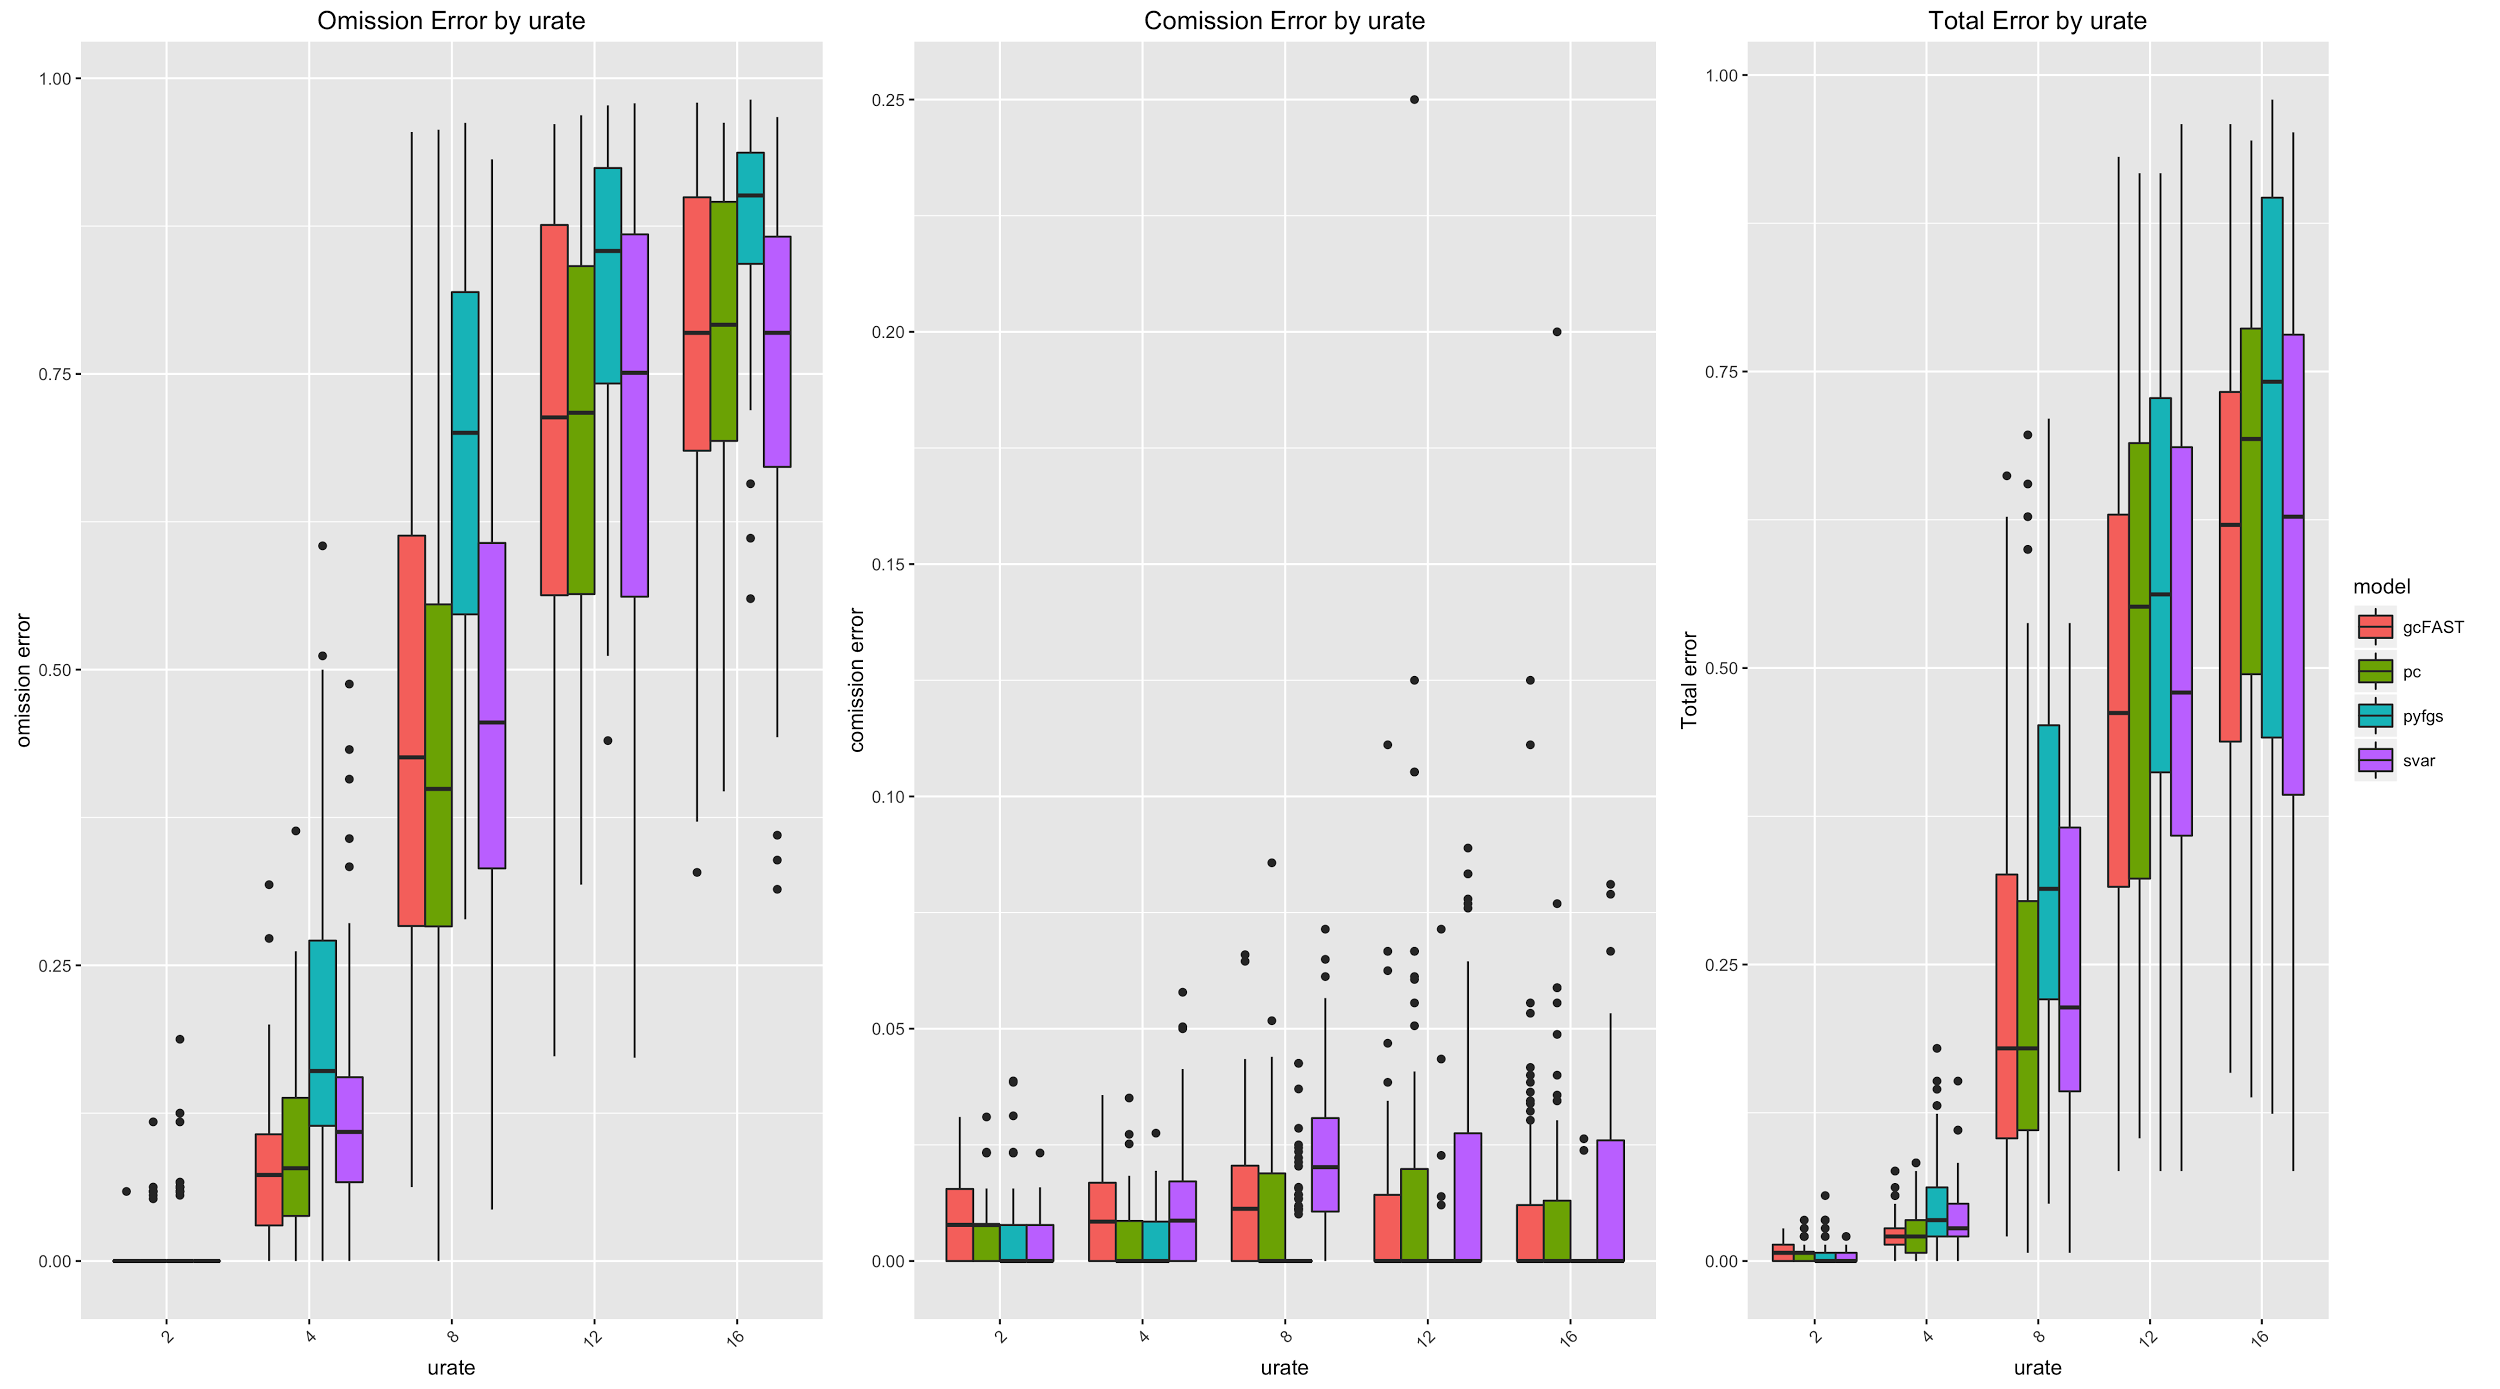 Omission Error by urate
1.00
0.75
0.50
0.25
0.00
omission error
2 4 8 12 16
urate
Comission Error by urate
0.25
0.20
0.15
0.10
0.05
0.00
comission error
2 4 8 12 16
urate
Total Error by urate
1.00
0.75
0.50
0.25
0.00
Total error
2 4 8 12 16
urate
model
gcFAST
pc
pyfgs
svar